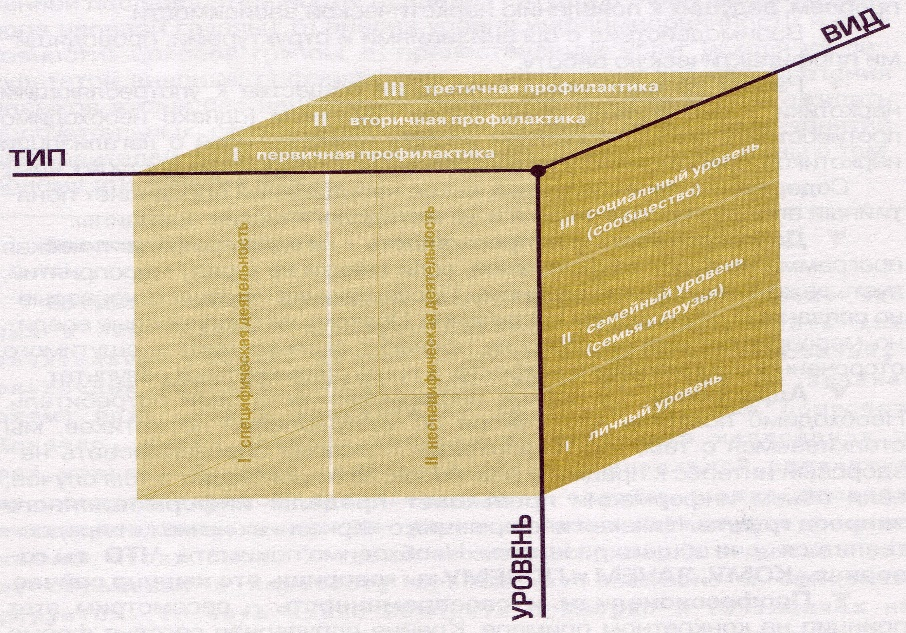 ВИД
III третичная профилактика
II вторичная профилактика
I первичная профилактика
ТИП
III социальный уровень
(сообщество)
I специфическая деятельность
II неспецифическая деятельность
II семейный уровень
(семья и друзья)
I личный уровень
УРОВЕНЬ